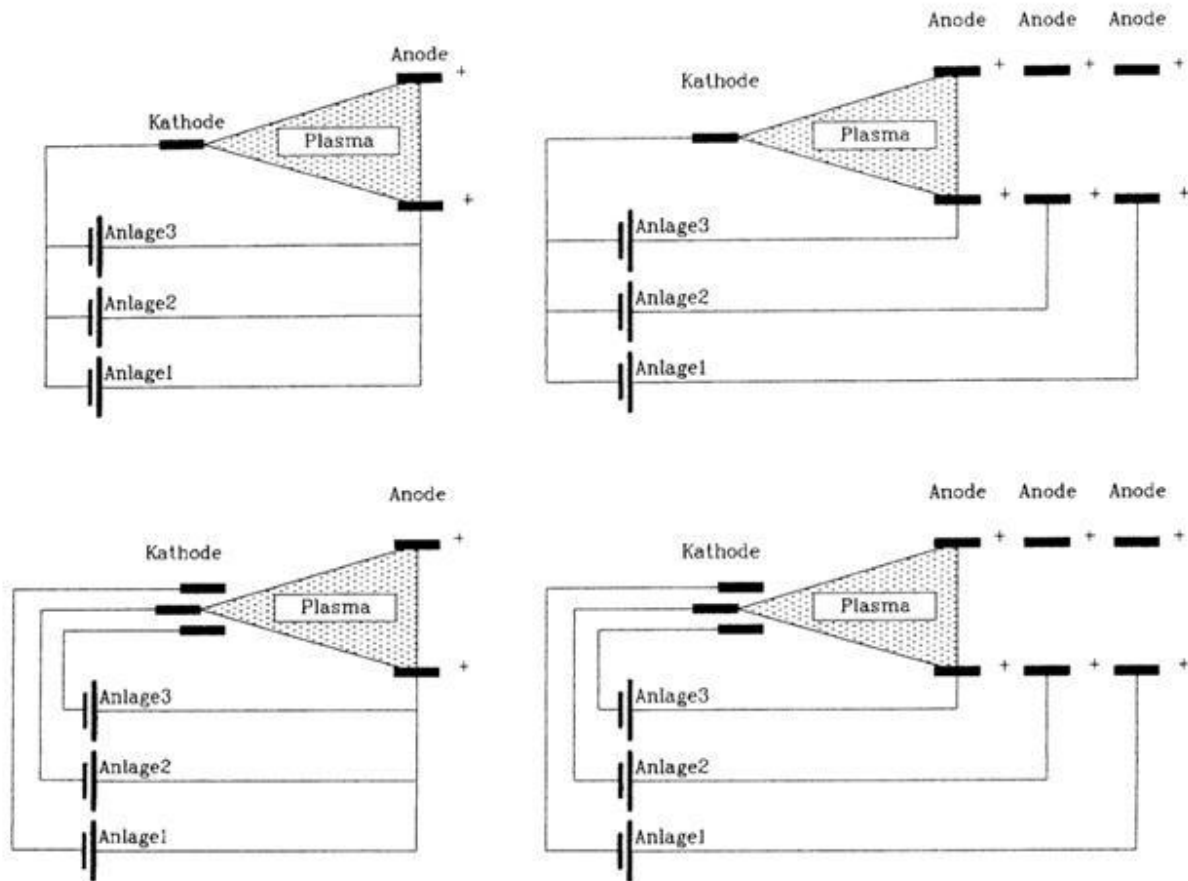 Anode
+
Kathode
Plasma
+
Anlage3
Anlage2
Anlage1
Anode Anode Anode
+ + +
Kathode
Plasma
+ + +
Anlage3
Anlage2
Anlage1
Anode
+
Kathode
Plasma
+
Anlage3
Anlage2
Anlage1
Anode Anode Anode
+ + +
Kathode
Plasma
+ + +
Anlage3
Anlage2
Anlage1